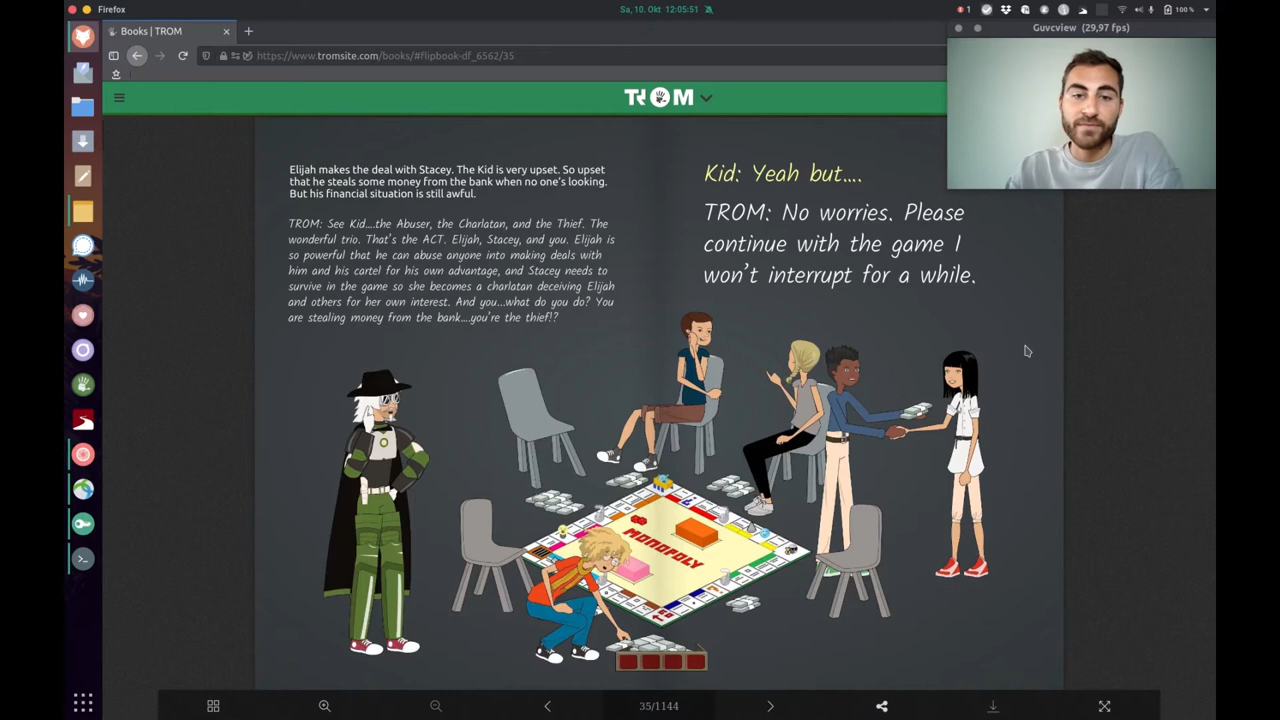 Firefox
Sa, 10. Okt 12:05:51
1
100 %
Guvcview (29,97 fps)
Books | TROM
https://www.tromsite.com/books/#flipbook-df_6562/35
TROM
Elijah makes the deal with Stacey. The Kid is very upset. So upset
that he steals some money from the bank when no one's looking.
But his financial situation is still awful.
TROM: See Kid....the Abuser, the Charlatan, and the Thief. The
wonderful trio. That's the ACT. Elijah, Stacey, and you. Elijah is
so powerful that he can abuse anyone into making deals with
him and his cartel for his own advantage, and Stacey needs to
survive in the game so she becomes a charlatan deceiving Elijah
and others for her own interest. And you...what do you do? You
are stealing money from the bank....you're the thief!?
Kid: Yeah but....
TROM: No worries. Please
continue with the game I
won't interrupt for a while.
MONOPOLY
35/1144